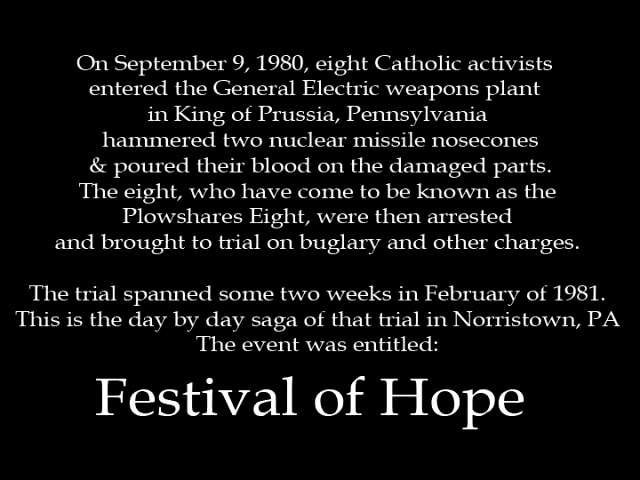 On September 9, 1980, eight Catholic activists
entered the General Electric weapons plant
in King of Prussia, Pennsylvania
hammered two nuclear missile nosecones
& poured their blood on the damaged parts.
The eight, who have come to be known as the
Plowshares Eight, were then arrested
and brought to trial on buglary and other charges.
The trial spanned some two weeks in February of 1981.
This is the day by day saga of that trial in Norristown, PA
The event was entitled:
Festival of Hope